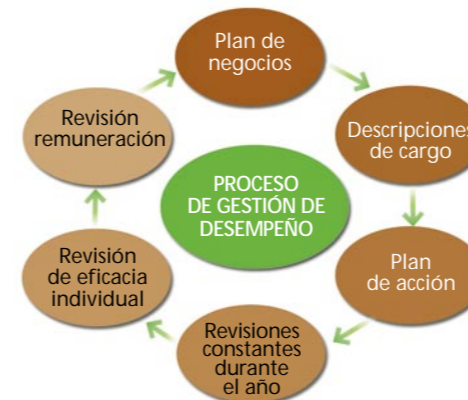 Plan de
negocios
Descripciones
de cargo
Plan
de acción
Revisiones
constantes
durante
el año
Revisión
de eficacia
individual
Revisión
remuneración
PROCESO
DE GESTIÓN DE
DESEMPEÑO